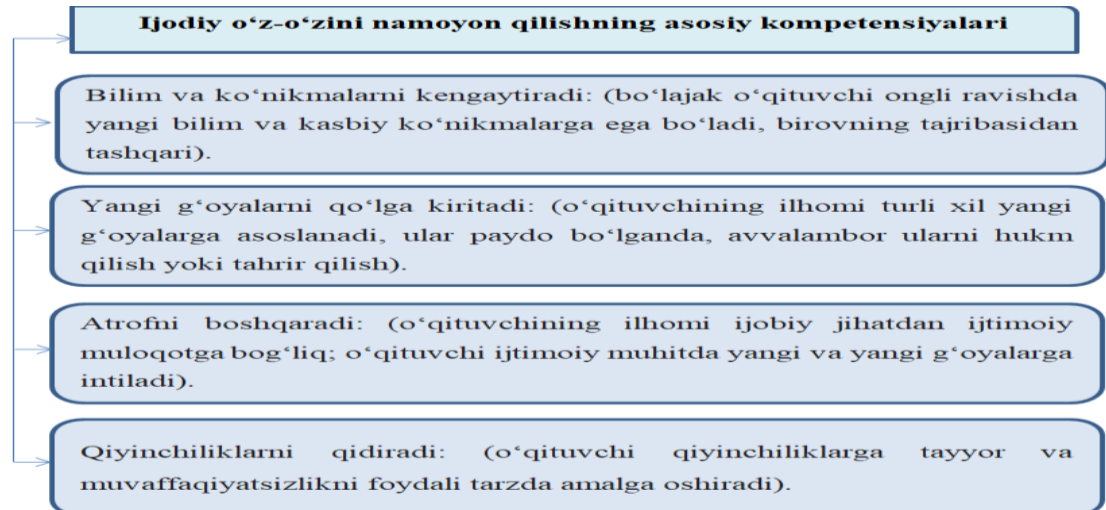 Ijodiy o‘z-o‘zini namoyon qilishning asosiy kompetensiyalari
Bilim va ko‘nikmalarni kengaytiradi: (bo‘lajak o‘qituvchi ongli ravishda
yangi bilim va kasbiy ko‘nikmalarga ega bo‘ladi, birovning tajribasidan
tashqari).
Yangi g‘oyalarni qo‘lga kiritadi: (o‘qituvchining ilhomi turli xil yangi
g‘oyalarga asoslanadi, ular paydo bo‘lganda, avvalambor ularni hukm
qilish yoki tahrir qilish).
Atrofni boshqaradi: (o‘qituvchining ilhomi ijobiy jihatdan ijtimoiy
muloqotga bog‘liq; o‘qituvchi ijtimoiy muhitda yangi va yangi g‘oyalarga
intiladi).
Qiyinchiliklarni qidiradi: (o‘qituvchi qiyinchiliklarga tayyor va
muvaffaqiyatsizlikni foydali tarzda amalga oshiradi).